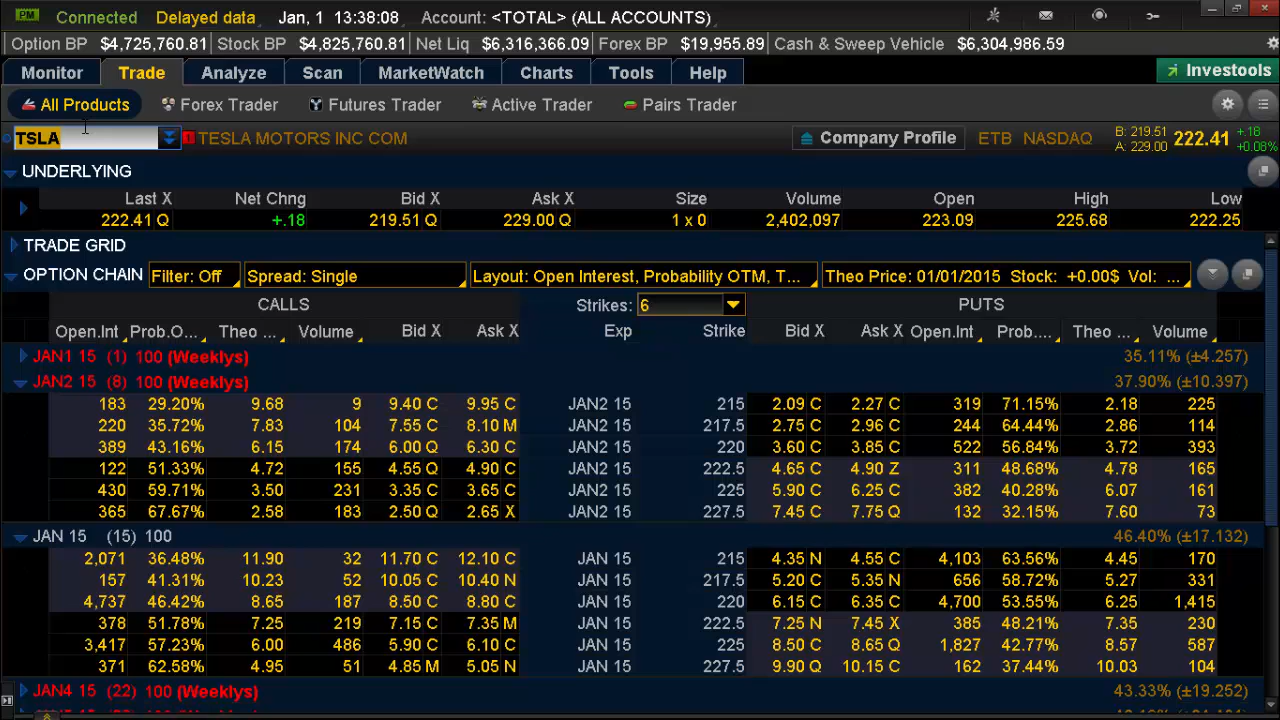 PM Connected Delayed data Jan, 1 13:38:08 Account: <TOTAL> (ALL ACCOUNTS)
Option BP $4,725,760.81 Stock BP $4,825,760.81 Net Liq $6,316,366.09 Forex BP $19,955.89 Cash & Sweep Vehicle $6,304,986.59
Monitor Trade Analyze Scan MarketWatch Charts Tools Help Investools
All Products Forex Trader Futures Trader Active Trader Pairs Trader
TSLA TESLA MOTORS INC COM Company Profile ETB NASDAQ B: 219.51 A: 229.00 222.41 +.18 +0.08%
UNDERLYING
Last X Net Chng Bid X Ask X Size Volume Open High Low
222.41 Q +.18 219.51 Q 229.00 Q 1 x 0 2,402,097 223.09 225.68 222.25
TRADE GRID
OPTION CHAIN Filter: Off Spread: Single Layout: Open Interest, Probability OTM, T... Theo Price: 01/01/2015 Stock: +0.00$ Vol: ...
CALLS Strikes: 6 PUTS
Open.Int Prob.O... Theo ... Volume Bid X Ask X Exp Strike Bid X Ask X Open.Int Prob.... Theo ... Volume
JAN1 15 (1) 100 (Weeklys) 35.11% (±4.257)
JAN2 15 (8) 100 (Weeklys) 37.90% (±10.397)
183 29.20% 9.68 9 9.40 C 9.95 C JAN2 15 215 2.09 C 2.27 C 319 71.15% 2.18 225
220 35.72% 7.83 104 7.55 C 8.10 M JAN2 15 217.5 2.75 C 2.96 C 244 64.44% 2.86 114
389 43.16% 6.15 174 6.00 Q 6.30 C JAN2 15 220 3.60 C 3.85 C 522 56.84% 3.72 393
122 51.33% 4.72 155 4.55 Q 4.90 C JAN2 15 222.5 4.65 C 4.90 Z 311 48.68% 4.78 165
430 59.71% 3.50 231 3.35 C 3.65 C JAN2 15 225 5.90 C 6.25 C 382 40.28% 6.07 161
365 67.67% 2.58 183 2.50 Q 2.65 X JAN2 15 227.5 7.45 C 7.75 Q 132 32.15% 7.60 73
JAN 15 (15) 100 46.40% (±17.132)
2,071 36.48% 11.90 32 11.70 C 12.10 C JAN 15 215 4.35 N 4.55 C 4,103 63.56% 4.45 170
157 41.31% 10.23 52 10.05 C 10.40 N JAN 15 217.5 5.20 C 5.35 N 656 58.72% 5.27 331
4,737 46.42% 8.65 187 8.50 C 8.80 C JAN 15 220 6.15 C 6.35 C 4,700 53.55% 6.25 1,415
378 51.78% 7.25 219 7.15 C 7.35 M JAN 15 222.5 7.25 N 7.45 X 385 48.21% 7.35 230
3,417 57.23% 6.00 486 5.90 C 6.10 C JAN 15 225 8.50 C 8.65 Q 1,827 42.77% 8.57 587
371 62.58% 4.95 51 4.85 M 5.05 N JAN 15 227.5 9.90 Q 10.15 C 162 37.44% 10.03 104
JAN4 15 (22) 100 (Weeklys) 43.33% (±19.252)